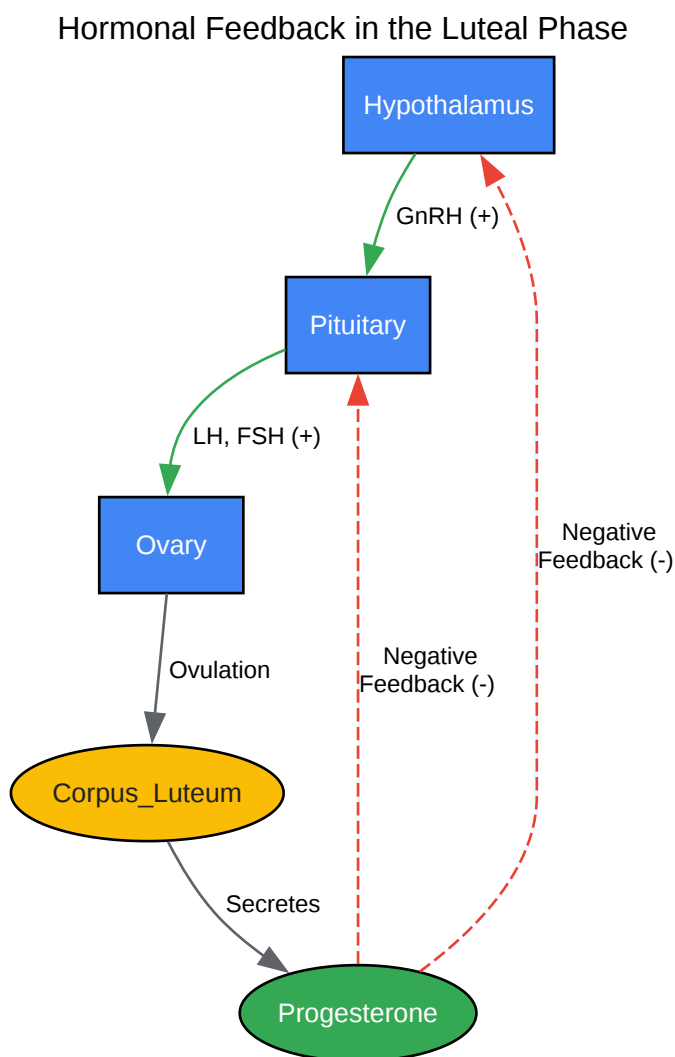 Hormonal Feedback in the Luteal Phase
Hypothalamus
GnRH (+)
Pituitary
LH, FSH (+)
Ovary
Negative
Feedback (-)
Ovulation
Negative
Feedback (-)
Corpus_Luteum
Secretes
Progesterone